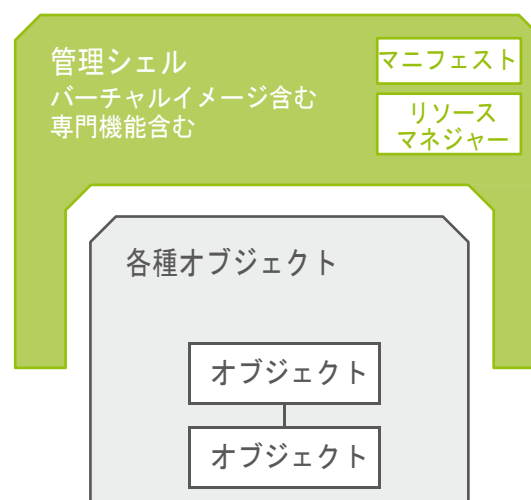 管理シェル
バーチャルイメージ含む
専門機能含む
マニフェスト
リソース
マネジャー
各種オブジェクト
オブジェクト
オブジェクト